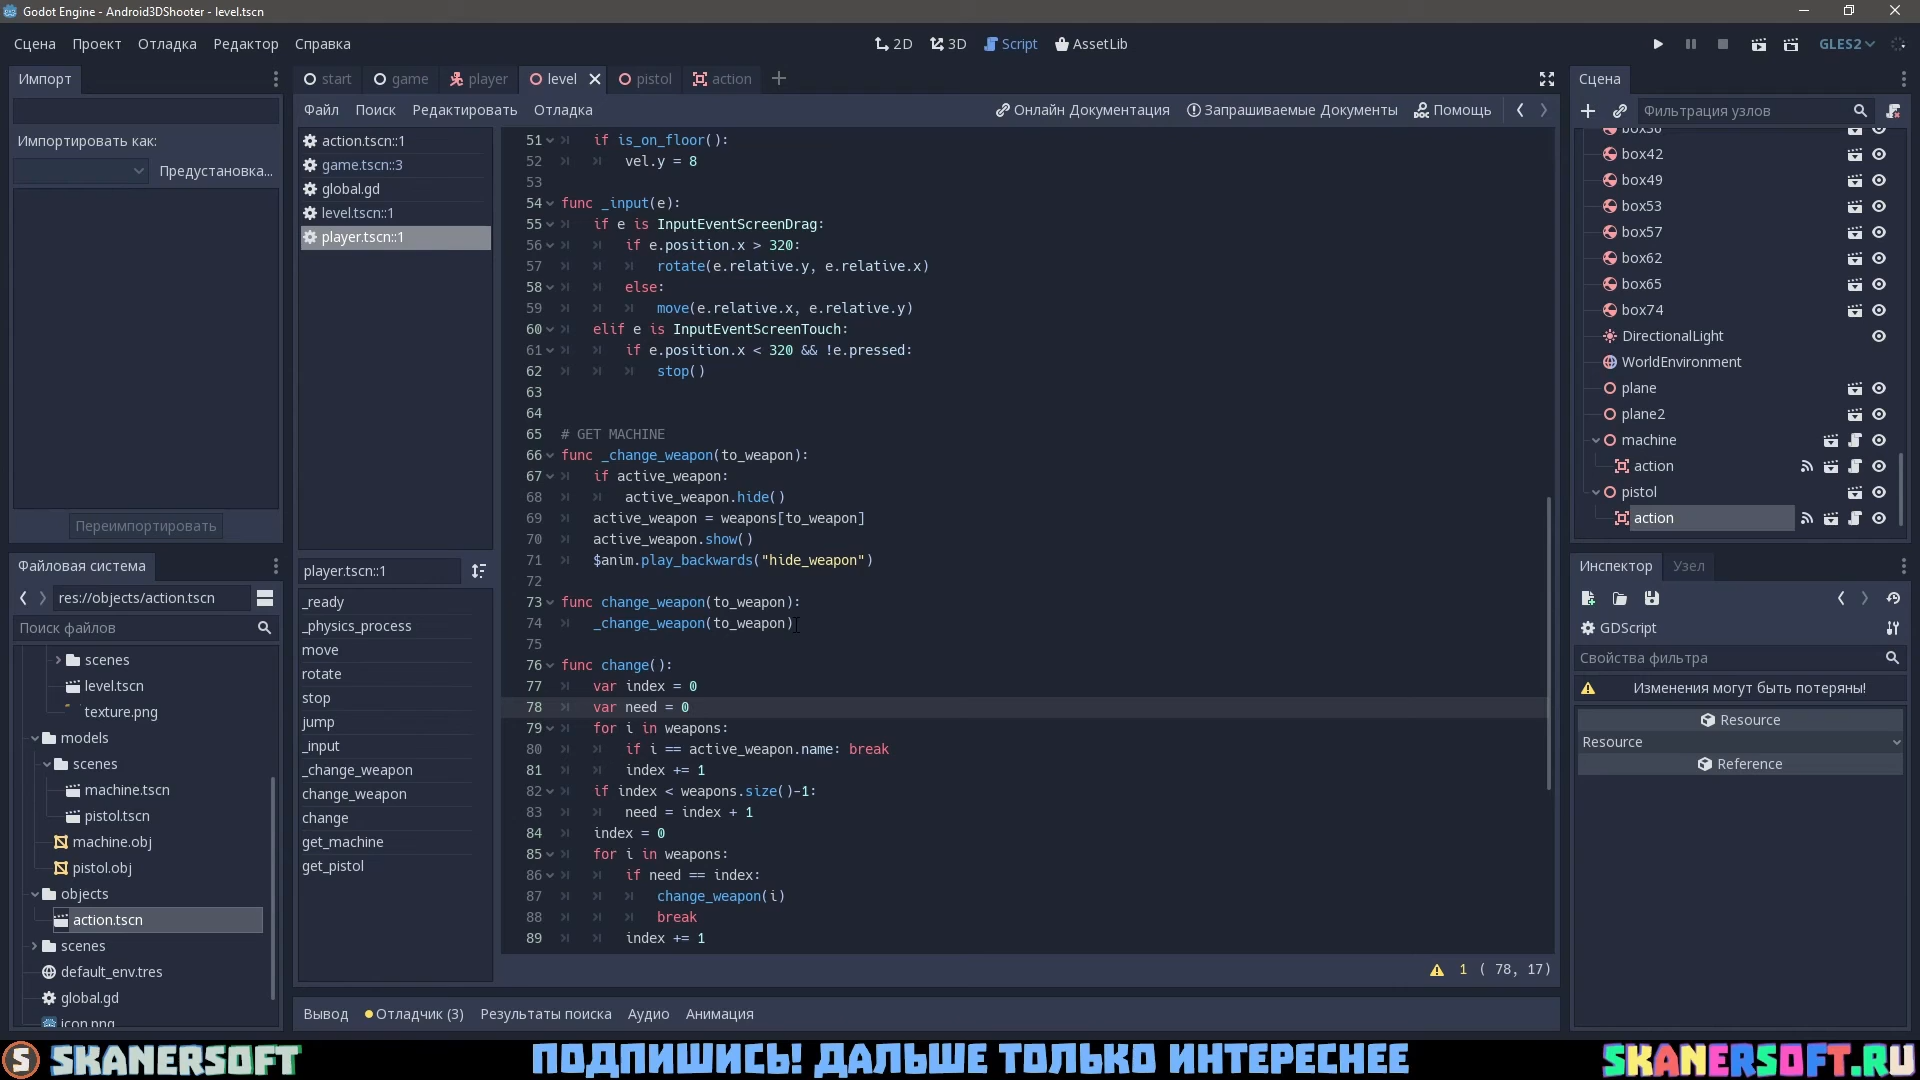 Godot Engine - Android3DShooter - level.tscn
Сцена Проект Отладка Редактор Справка
2D 3D Script AssetLib
GLES2
Импорт
Импортировать как:
Предустановка...
Переимпортировать
Файловая система
res://objects/action.tscn
Поиск файлов
scenes
level.tscn
texture.png
models
scenes
machine.tscn
pistol.tscn
machine.obj
pistol.obj
objects
action.tscn
scenes
default_env.tres
global.gd
icon.png
start game player level pistol action
Файл Поиск Редактировать Отладка
Онлайн Документация Запрашиваемые Документы Помощь
action.tscn::1
game.tscn::3
global.gd
level.tscn::1
player.tscn::1
player.tscn::1
_ready
_physics_process
move
rotate
stop
jump
_input
_change_weapon
change_weapon
change
get_machine
get_pistol
51 if is_on_floor():
52 vel.y = 8
53
54 func _input(e):
55 if e is InputEventScreenDrag:
56 if e.position.x > 320:
57 rotate(e.relative.y, e.relative.x)
58 else:
59 move(e.relative.x, e.relative.y)
60 elif e is InputEventScreenTouch:
61 if e.position.x < 320 && !e.pressed:
62 stop()
63
64
65 # GET MACHINE
66 func _change_weapon(to_weapon):
67 if active_weapon:
68 active_weapon.hide()
69 active_weapon = weapons[to_weapon]
70 active_weapon.show()
71 $anim.play_backwards("hide_weapon")
72
73 func change_weapon(to_weapon):
74 _change_weapon(to_weapon)
75
76 func change():
77 var index = 0
78 var need = 0
79 for i in weapons:
80 if i == active_weapon.name: break
81 index += 1
82 if index < weapons.size()-1:
83 need = index + 1
84 index = 0
85 for i in weapons:
86 if need == index:
87 change_weapon(i)
88 break
89 index += 1
1 ( 78, 17)
Вывод Отладчик (3) Результаты поиска Аудио Анимация
Сцена
Фильтрация узлов
box36
box42
box49
box53
box57
box62
box65
box74
DirectionalLight
WorldEnvironment
plane
plane2
machine
action
pistol
action
Инспектор Узел
GDScript
Свойства фильтра
Изменения могут быть потеряны!
Resource
Resource
Reference
S SKANERSOFT
ПОДПИШИСЬ! ДАЛЬШЕ ТОЛЬКО ИНТЕРЕСНЕЕ
SKANERSOFT.RU